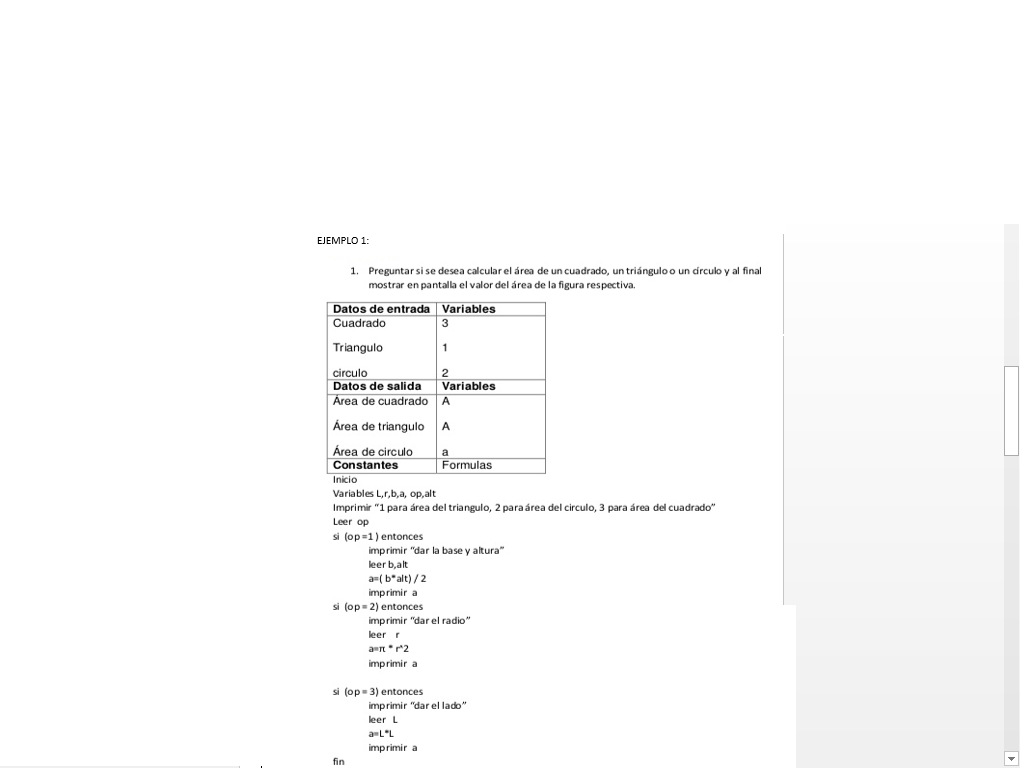 EJEMPLO 1:
1. Preguntar si se desea calcular el área de un cuadrado, un triángulo o un círculo y al final
mostrar en pantalla el valor del área de la figura respectiva.
Datos de entrada Variables
Cuadrado 3
Triangulo 1
circulo 2
Datos de salida Variables
Área de cuadrado A
Área de triangulo A
Área de circulo a
Constantes Formulas
Inicio
Variables L,r,b,a, op,alt
Imprimir “1 para área del triangulo, 2 para área del circulo, 3 para área del cuadrado”
Leer op
si (op =1 ) entonces
imprimir “dar la base y altura”
leer b,alt
a=( b*alt) / 2
imprimir a
si (op = 2) entonces
imprimir “dar el radio”
leer r
a=π * r^2
imprimir a
si (op = 3) entonces
imprimir “dar el lado”
leer L
a=L*L
imprimir a
fin